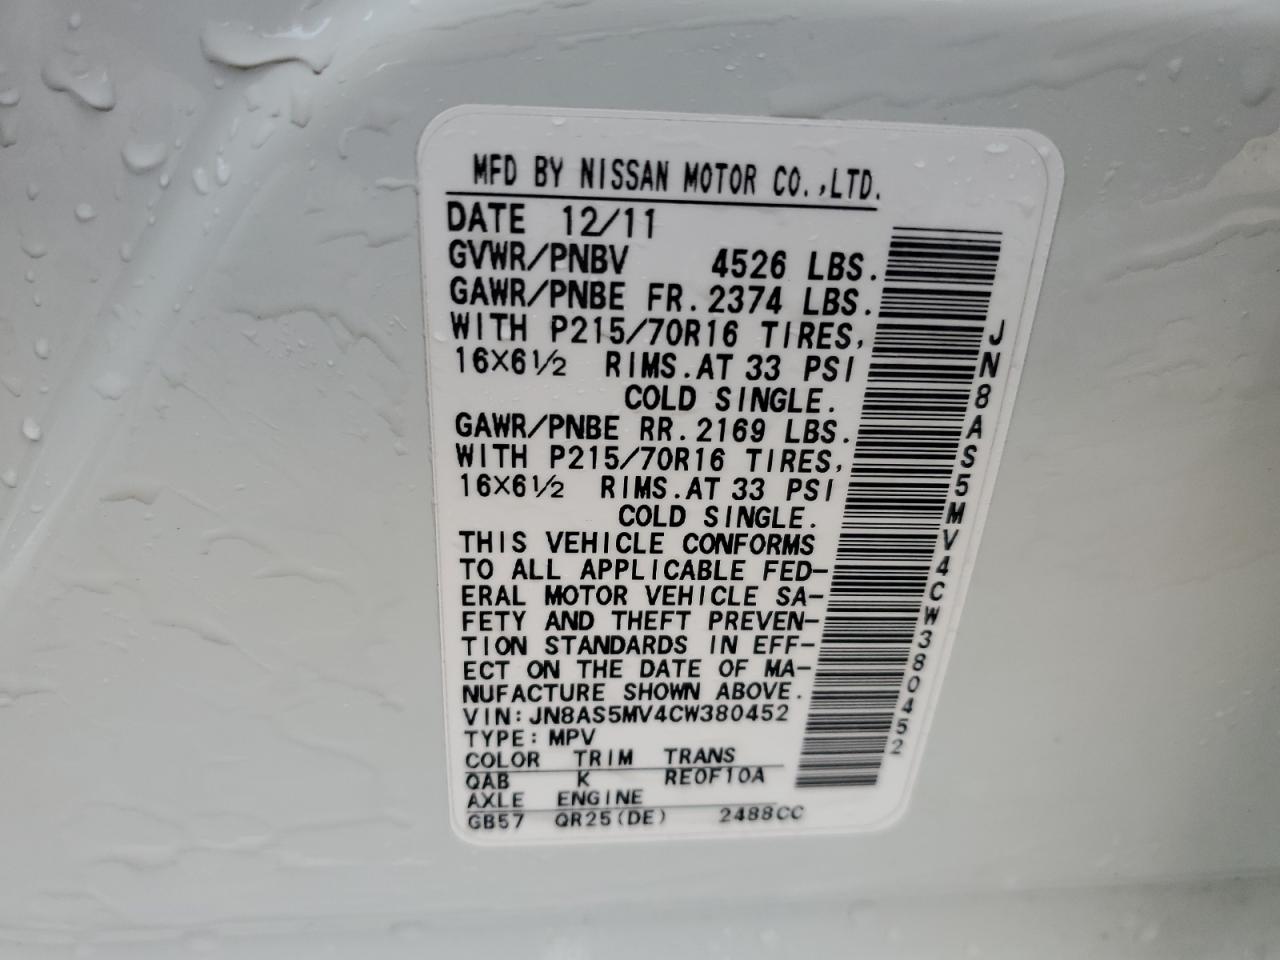 MFD BY NISSAN MOTOR CO.,LTD.
DATE 12/11
GVWR/PNBV 4526 LBS.
GAWR/PNBE FR.2374 LBS.
WITH P215/70R16 TIRES,
16X6½ RIMS.AT 33 PSI
COLD SINGLE.
GAWR/PNBE RR.2169 LBS.
WITH P215/70R16 TIRES,
16X6½ RIMS.AT 33 PSI
COLD SINGLE.
THIS VEHICLE CONFORMS
TO ALL APPLICABLE FED-
ERAL MOTOR VEHICLE SA-
FETY AND THEFT PREVEN-
TION STANDARDS IN EFF-
ECT ON THE DATE OF MA-
NUFACTURE SHOWN ABOVE.
VIN:JN8AS5MV4CW380452
TYPE:MPV
COLOR TRIM TRANS
QAB K RE0F10A
AXLE ENGINE
GB57 QR25(DE) 2488CC
JN8AS5MV4CW380452